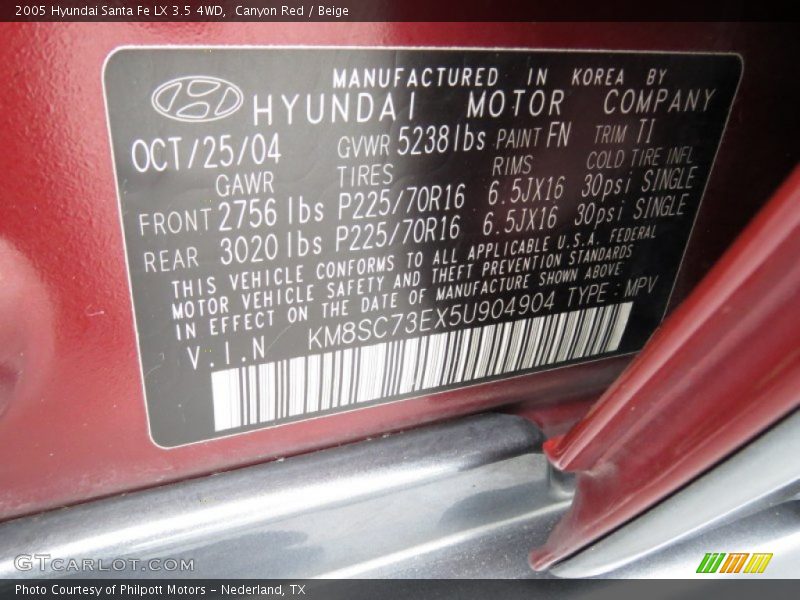 2005 Hyundai Santa Fe LX 3.5 4WD, Canyon Red / Beige
MANUFACTURED IN KOREA BY
HYUNDAI MOTOR COMPANY
OCT/25/04 GVWR 5238lbs PAINT FN TRIM TI
GAWR TIRES RIMS COLD TIRE INFL
FRONT 2756 lbs P225/70R16 6.5JX16 30psi SINGLE
REAR 3020 lbs P225/70R16 6.5JX16 30psi SINGLE
THIS VEHICLE CONFORMS TO ALL APPLICABLE U.S.A. FEDERAL
MOTOR VEHICLE SAFETY AND THEFT PREVENTION STANDARDS
IN EFFECT ON THE DATE OF MANUFACTURE SHOWN ABOVE
V.I.N KM8SC73EX5U904904 TYPE : MPV
GTCARLOT.COM
Photo Courtesy of Philpott Motors - Nederland, TX